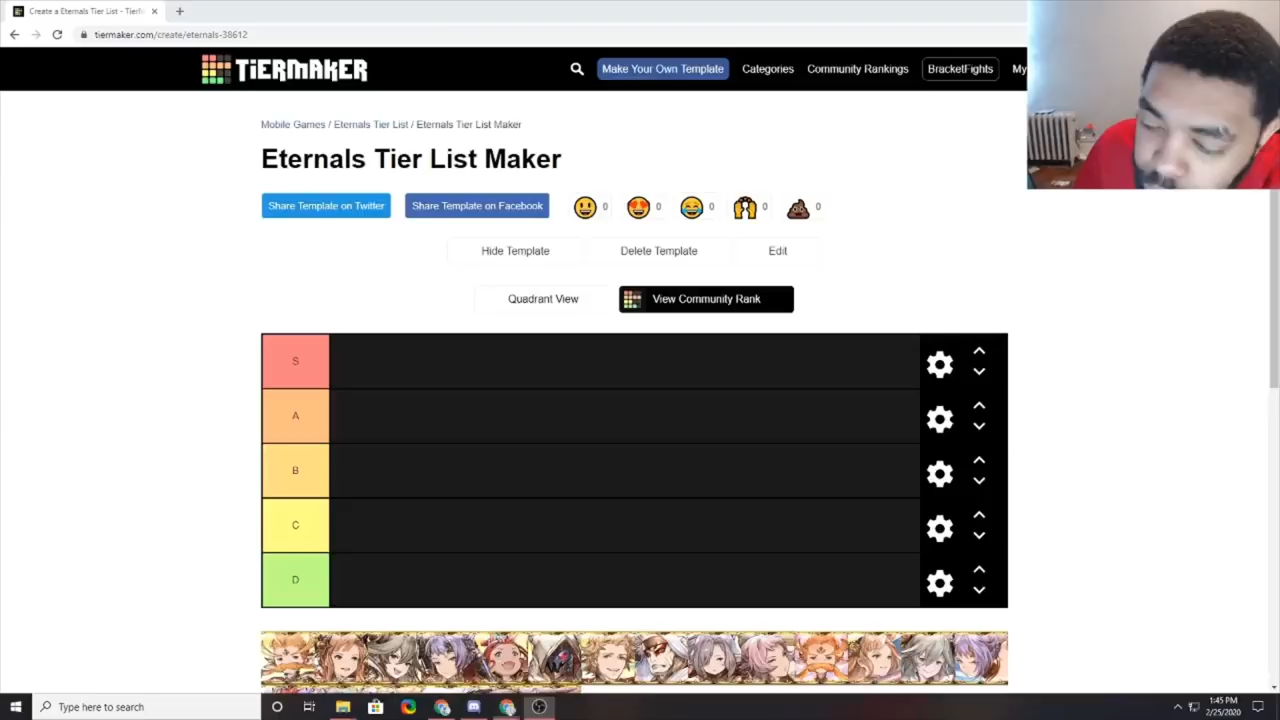 Create a Eternals Tier List - TierM
tiermaker.com/create/eternals-38612
TiERMAKER
Make Your Own Template
Categories
Community Rankings
BracketFights
My
Mobile Games / Eternals Tier List / Eternals Tier List Maker
Eternals Tier List Maker
Share Template on Twitter
Share Template on Facebook
0
0
0
0
0
Hide Template
Delete Template
Edit
Quadrant View
View Community Rank
S
A
B
C
D
Type here to search
1:45 PM
2/25/2020